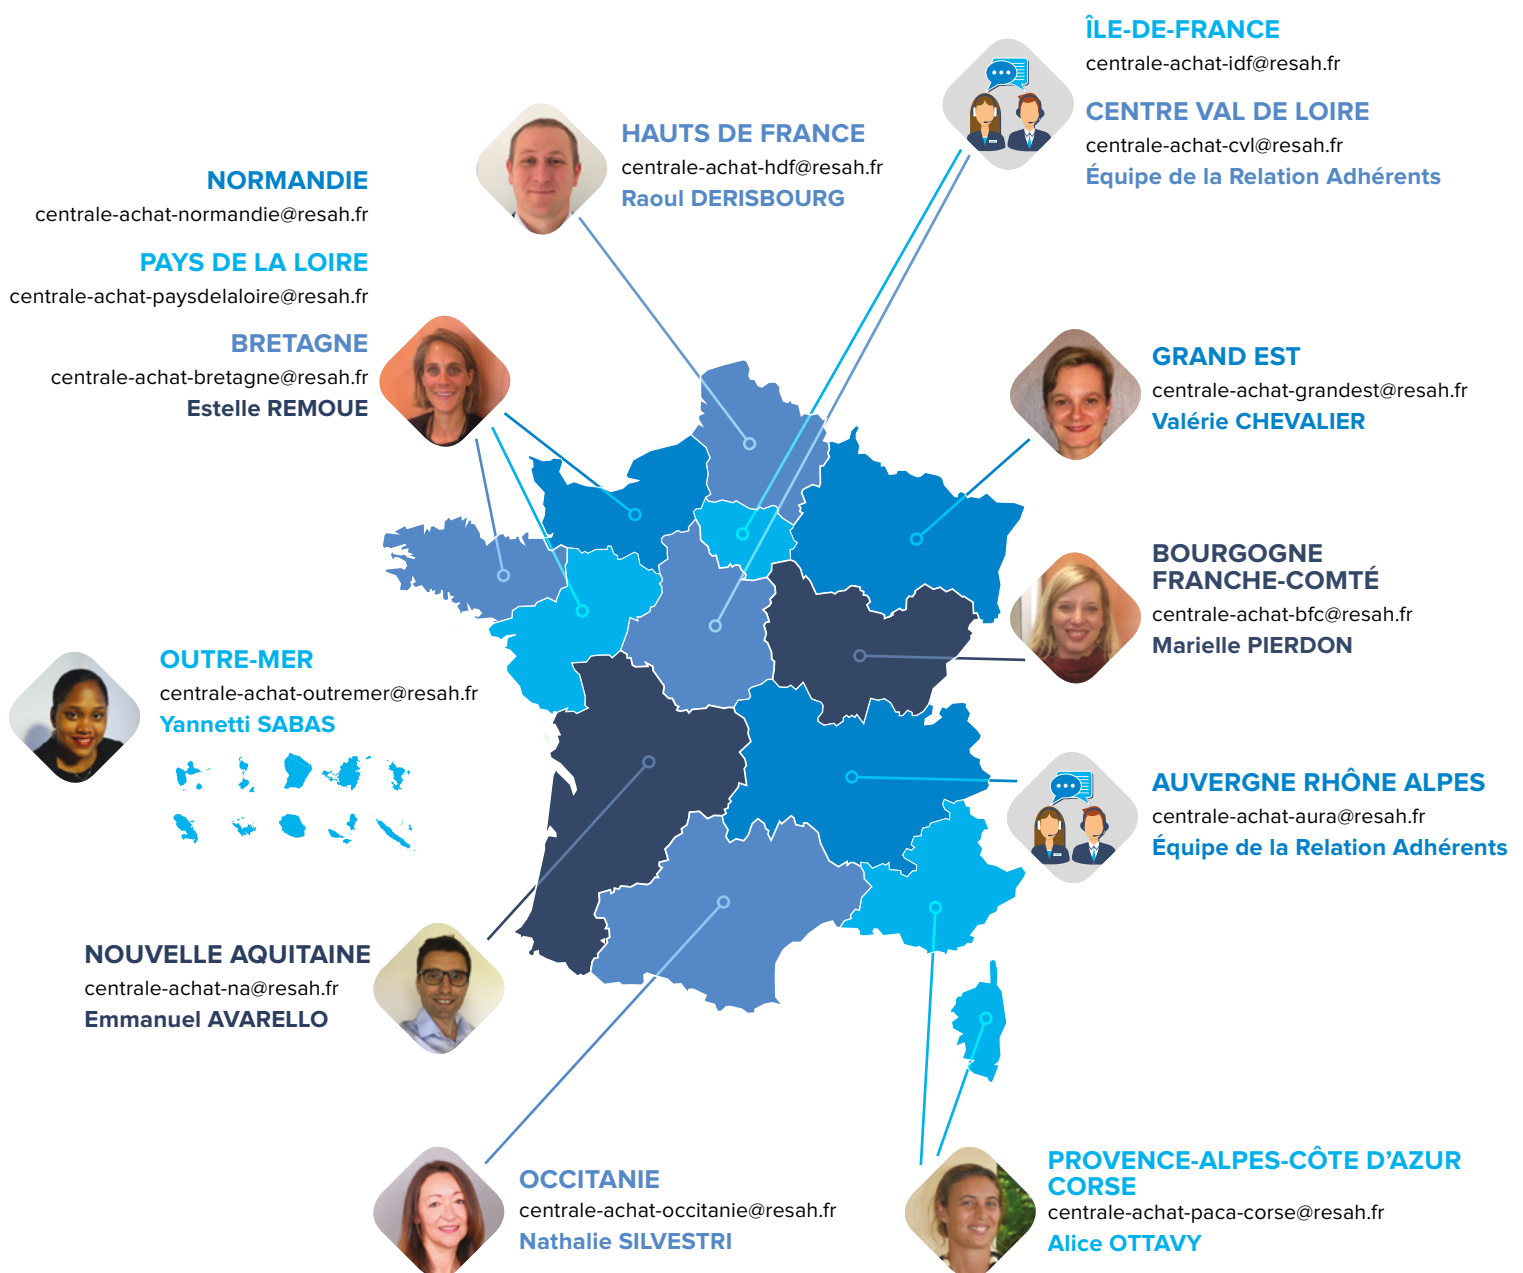 ÎLE-DE-FRANCE
centrale-achat-idf@resah.fr
CENTRE VAL DE LOIRE
centrale-achat-cvl@resah.fr
Équipe de la Relation Adhérents
HAUTS DE FRANCE
centrale-achat-hdf@resah.fr
Raoul DERISBOURG
NORMANDIE
centrale-achat-normandie@resah.fr
PAYS DE LA LOIRE
centrale-achat-paysdelaloire@resah.fr
BRETAGNE
centrale-achat-bretagne@resah.fr
Estelle REMOUE
GRAND EST
centrale-achat-grandest@resah.fr
Valérie CHEVALIER
BOURGOGNE
FRANCHE-COMTÉ
centrale-achat-bfc@resah.fr
Marielle PIERDON
OUTRE-MER
centrale-achat-outremer@resah.fr
Yannetti SABAS
AUVERGNE RHÔNE ALPES
centrale-achat-aura@resah.fr
Équipe de la Relation Adhérents
NOUVELLE AQUITAINE
centrale-achat-na@resah.fr
Emmanuel AVARELLO
OCCITANIE
centrale-achat-occitanie@resah.fr
Nathalie SILVESTRI
PROVENCE-ALPES-CÔTE D'AZUR
CORSE
centrale-achat-paca-corse@resah.fr
Alice OTTAVY